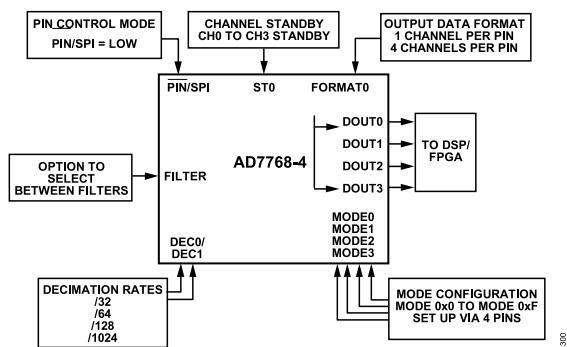 PIN CONTROL MODE
PIN/SPI = LOW
CHANNEL STANDBY
CH0 TO CH3 STANDBY
OUTPUT DATA FORMAT
1 CHANNEL PER PIN
4 CHANNELS PER PIN
PIN/SPI
ST0
FORMAT0
OPTION TO
SELECT
BETWEEN FILTERS
FILTER
AD7768-4
DOUT0
DOUT1
DOUT2
DOUT3
TO DSP/
FPGA
DEC0/
DEC1
MODE0
MODE1
MODE2
MODE3
DECIMATION RATES
/32
/64
/128
/1024
MODE CONFIGURATION
MODE 0x0 TO MODE 0xF
SET UP VIA 4 PINS
300